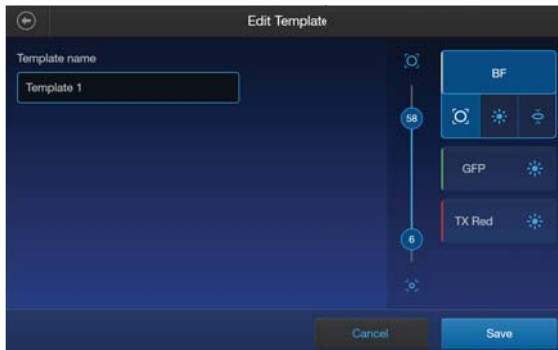 Edit Template
Template name
Template 1
58
6
BF
GFP
TX Red
Cancel
Save